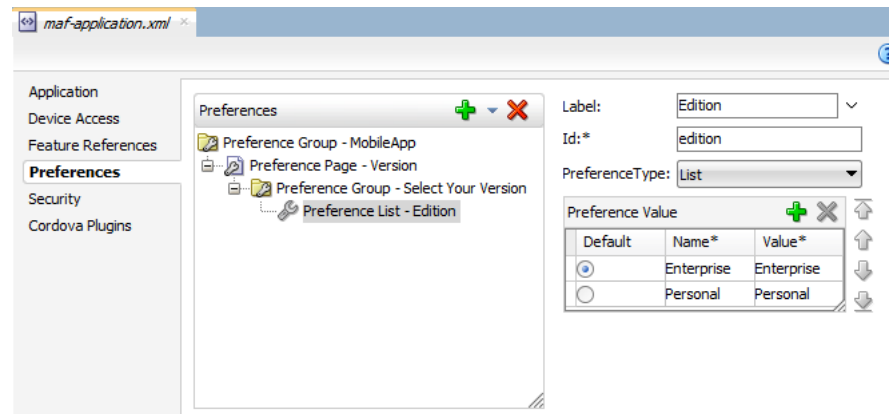 maf-application.xml
Application
Device Access
Feature References
Preferences
Security
Cordova Plugins
Preferences
Preference Group - MobileApp
Preference Page - Version
Preference Group - Select Your Version
Preference List - Edition
Label: Edition
Id:* edition
PreferenceType: List
Preference Value
Default Name* Value*
Enterprise Enterprise
Personal Personal